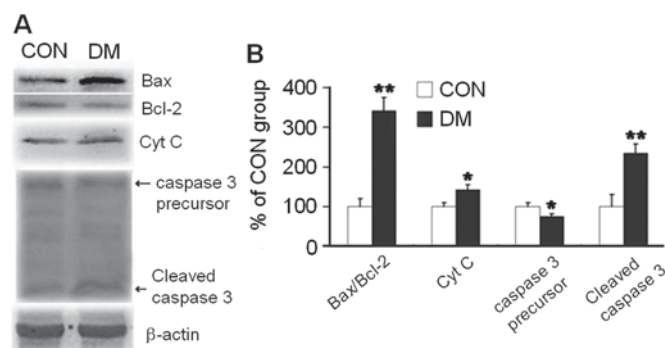 A
CON DM
Bax
Bcl-2
Cyt C
← caspase 3
precursor
Cleaved
← caspase 3
β-actin
B
% of CON group
400
300
200
100
0
CON
DM
**
*
*
**
Bax/Bcl-2
Cyt C
caspase 3
precursor
Cleaved
caspase 3